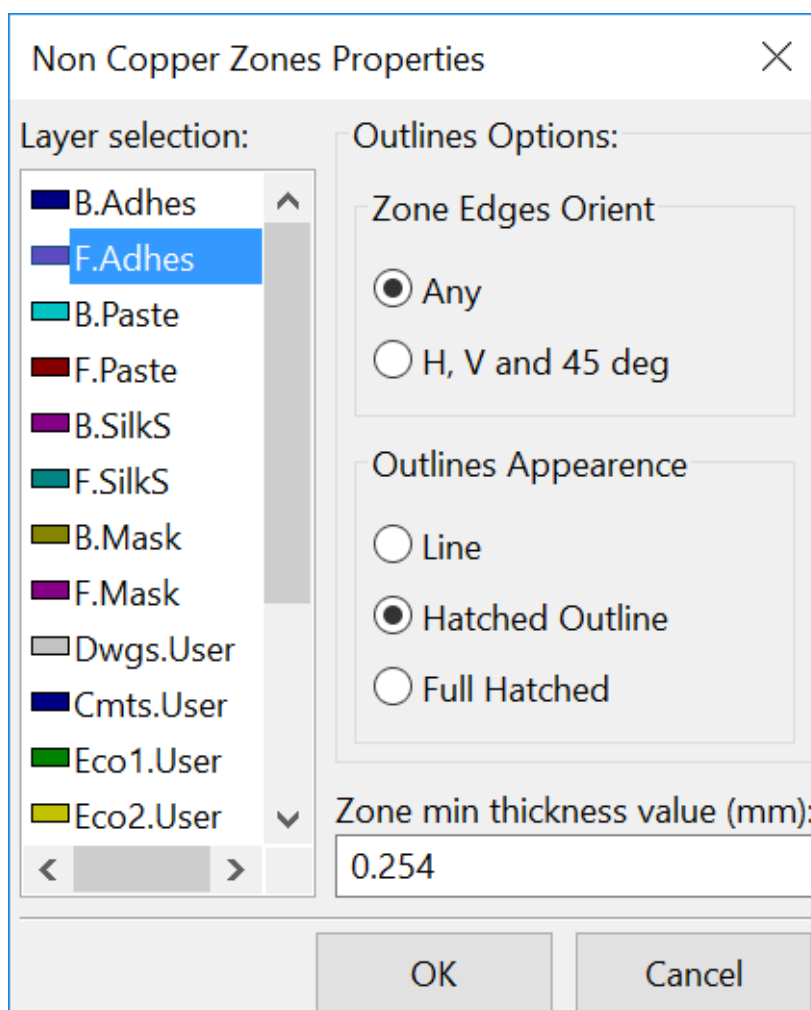 Non Copper Zones Properties
Layer selection:
B.Adhes
F.Adhes
B.Paste
F.Paste
B.SilkS
F.SilkS
B.Mask
F.Mask
Dwgs.User
Cmts.User
Eco1.User
Eco2.User
Outlines Options:
Zone Edges Orient
Any
H, V and 45 deg
Outlines Appearence
Line
Hatched Outline
Full Hatched
Zone min thickness value (mm):
0.254
OK
Cancel